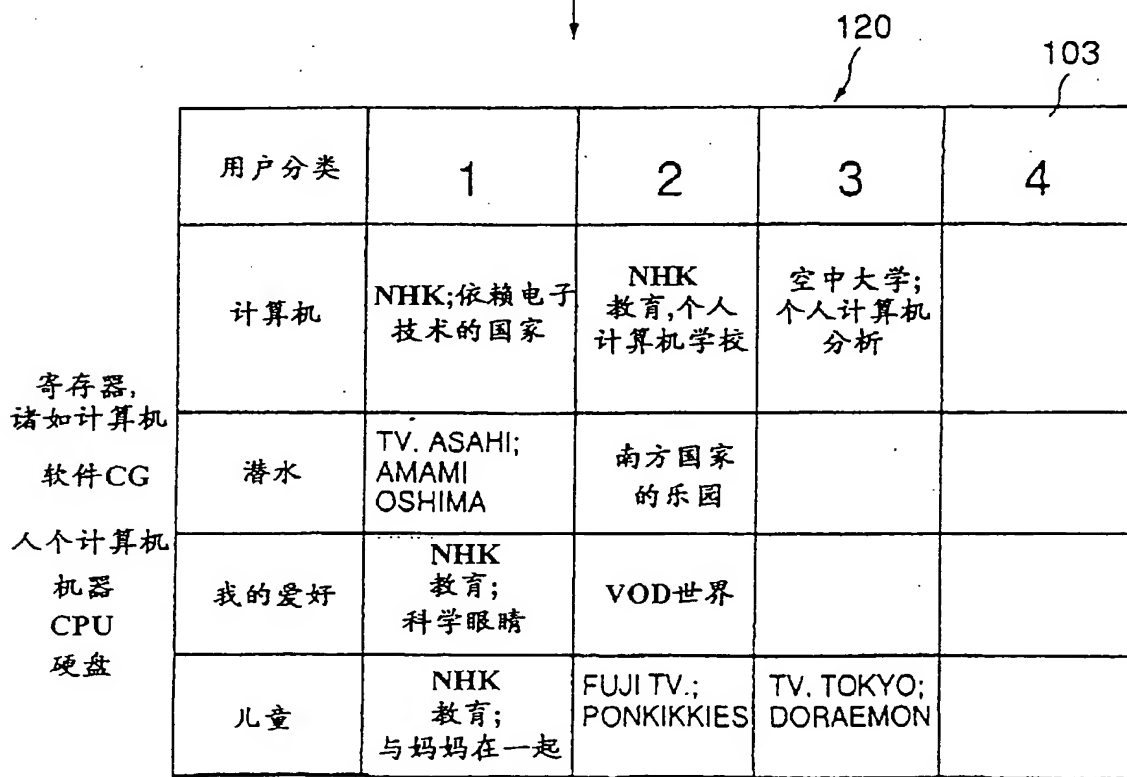 120
103
用户分类
1
2
3
4
计算机
NHK;依赖电子
技术的国家
NHK
教育,个人
计算机学校
空中大学;
个人计算机
分析
寄存器,
诸如计算机
软件CG
人个计算机
机器
CPU
硬盘
潜水
TV. ASAHI;
AMAMI
OSHIMA
南方国家
的乐园
我的爱好
NHK
教育;
科学眼睛
VOD世界
儿童
NHK
教育;
与妈妈在一起
FUJI TV.;
PONKIKKIES
TV. TOKYO;
DORAEMON